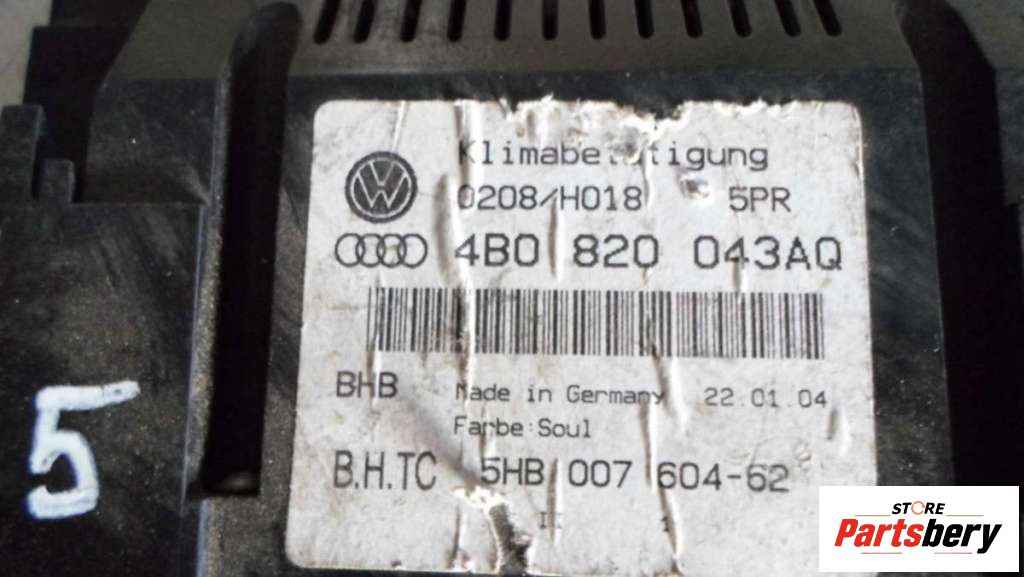 0208/H018 5PR
4B0 820 043AQ
BHB Made in Germany 22.01.04
Farbe:Soul
B.H.TC 5HB 007 604-62
5
STORE
Partsbery